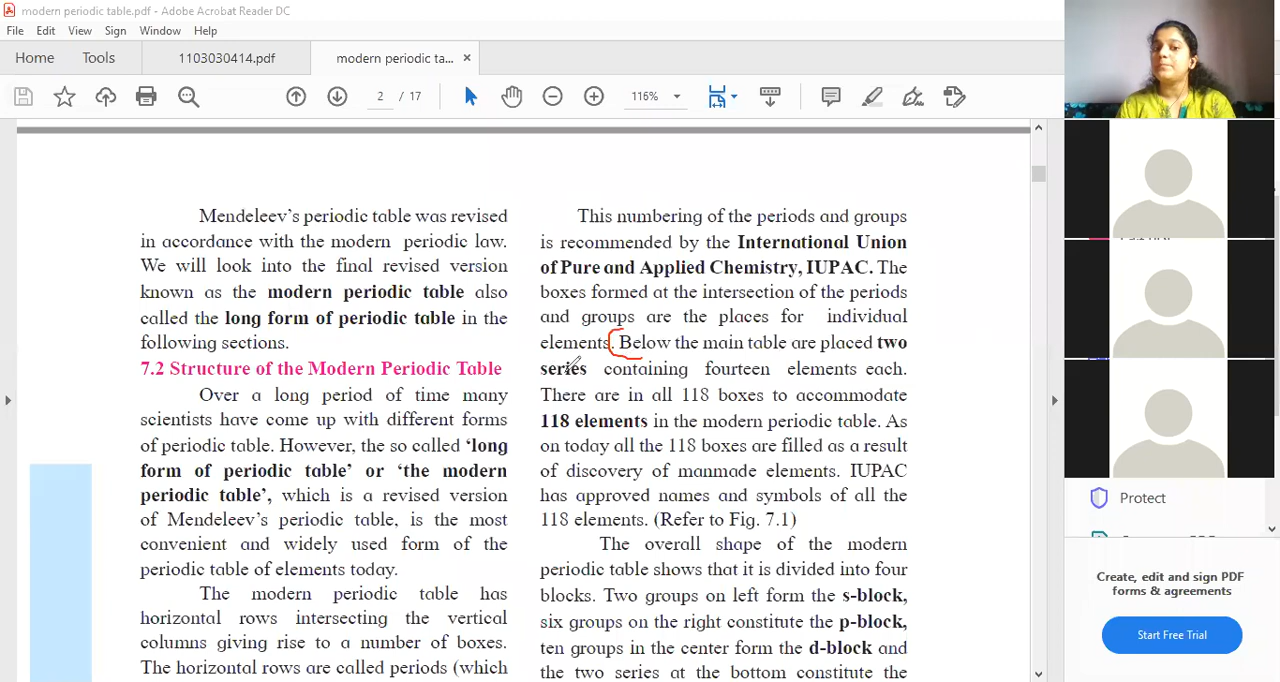 modern periodic table.pdf - Adobe Acrobat Reader DC
File Edit View Sign Window Help
Home Tools 1103030414.pdf modern periodic ta... ×
2 / 17 116%
Mendeleev's periodic table was revised
in accordance with the modern periodic law.
We will look into the final revised version
known as the modern periodic table also
called the long form of periodic table in the
following sections.
7.2 Structure of the Modern Periodic Table
Over a long period of time many
scientists have come up with different forms
of periodic table. However, the so called 'long
form of periodic table' or 'the modern
periodic table', which is a revised version
of Mendeleev's periodic table, is the most
convenient and widely used form of the
periodic table of elements today.
The modern periodic table has
horizontal rows intersecting the vertical
columns giving rise to a number of boxes.
The horizontal rows are called periods (which
This numbering of the periods and groups
is recommended by the International Union
of Pure and Applied Chemistry, IUPAC. The
boxes formed at the intersection of the periods
and groups are the places for individual
elements. Below the main table are placed two
series containing fourteen elements each.
There are in all 118 boxes to accommodate
118 elements in the modern periodic table. As
on today all the 118 boxes are filled as a result
of discovery of manmade elements. IUPAC
has approved names and symbols of all the
118 elements. (Refer to Fig. 7.1)
The overall shape of the modern
periodic table shows that it is divided into four
blocks. Two groups on left form the s-block,
six groups on the right constitute the p-block,
ten groups in the center form the d-block and
the two series at the bottom constitute the
Protect
Create, edit and sign PDF
forms & agreements
Start Free Trial